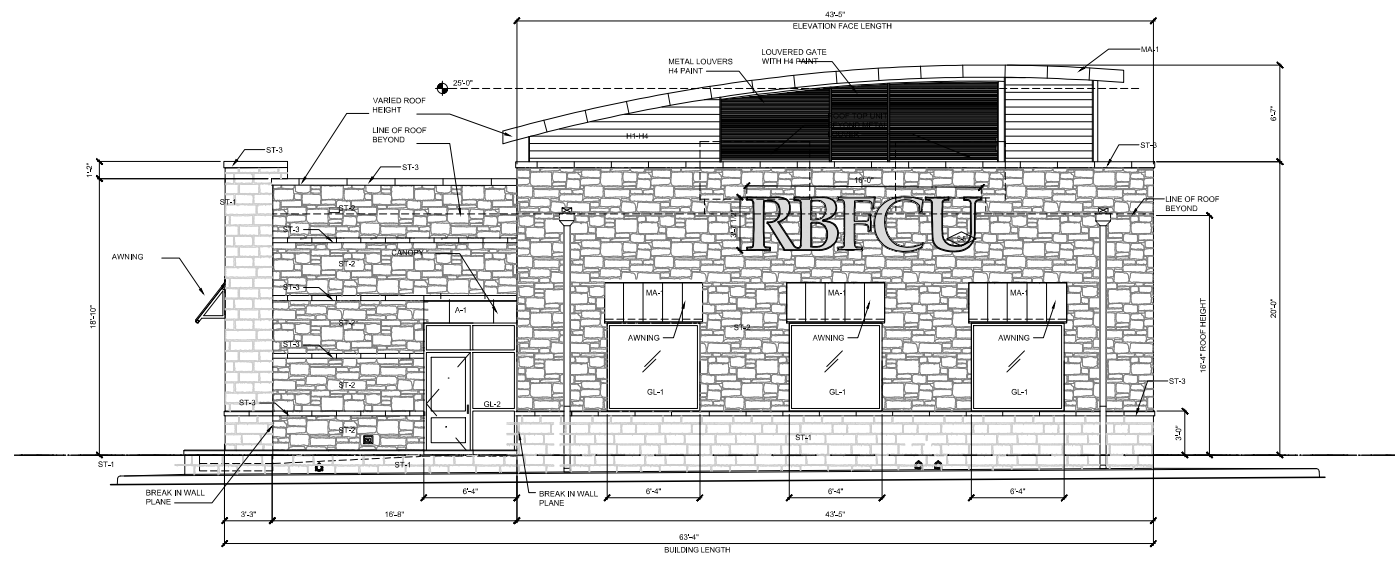 43'-5"
ELEVATION FACE LENGTH
METAL LOUVERS
H4 PAINT
LOUVERED GATE
WITH H4 PAINT
MA-1
25'-0"
VARIED ROOF
HEIGHT
LINE OF ROOF
BEYOND
6'-7"
H1-H4
ST-3
ST-3
ST-3
1'-2"
16'-0"
ST-1
ST-2
LINE OF ROOF
BEYOND
RBFCU
ST-3
AWNING
CANOPY
ST-2
ST-3
MA-1
MA-1
MA-1
A-1
ST-2
ST-2
18'-10"
20'-0"
16'-4" ROOF HEIGHT
ST-3
AWNING
AWNING
AWNING
ST-2
GL-1
GL-1
GL-1
ST-3
ST-3
GL-2
ST-2
3'-0"
ST-1
ST-1
ST-1
BREAK IN WALL
PLANE
6'-4"
BREAK IN WALL
PLANE
6'-4"
6'-4"
6'-4"
3'-3"
16'-8"
43'-5"
63'-4"
BUILDING LENGTH